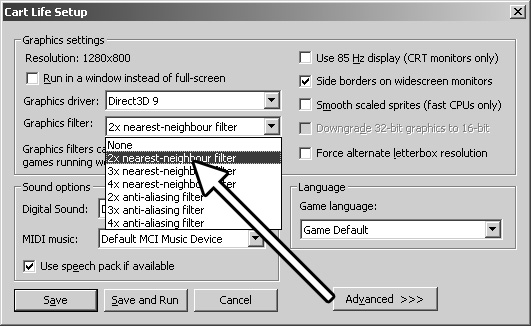 Cart Life Setup
Graphics settings
Resolution: 1280x800
Run in a window instead of full-screen
Graphics driver: Direct3D 9
Graphics filter: 2x nearest-neighbour filter
None
2x nearest-neighbour filter
3x nearest-neighbour filter
4x nearest-neighbour filter
2x anti-aliasing filter
3x anti-aliasing filter
4x anti-aliasing filter
Graphics filters
games running
Use 85 Hz display (CRT monitors only)
Side borders on widescreen monitors
Smooth scaled sprites (fast CPUs only)
Downgrade 32-bit graphics to 16-bit
Force alternate letterbox resolution
Sound options
Digital Sound:
MIDI music: Default MCI Music Device
Use speech pack if available
Language
Game language:
Game Default
Save
Save and Run
Cancel
Advanced >>>